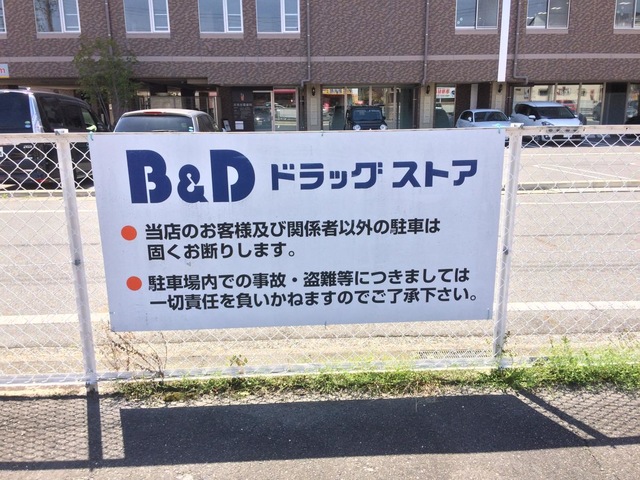 B&D ドラッグ ストア
● 当店のお客様及び関係者以外の駐車は
固くお断りします。
● 駐車場内での事故・盗難等につきましては
一切責任を負いかねますのでご了承下さい。